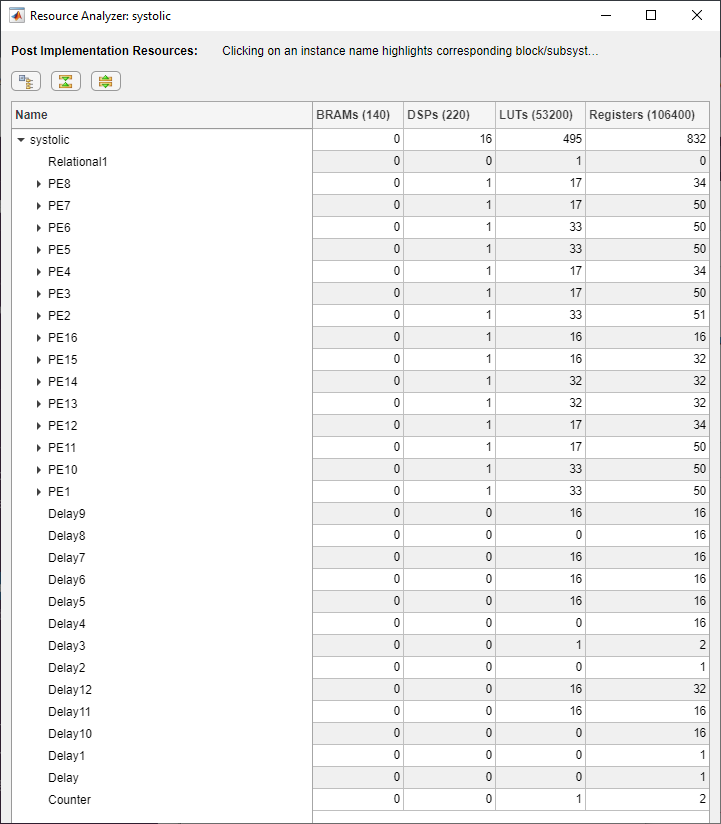 Resource Analyzer: systolic
Post Implementation Resources: Clicking on an instance name highlights corresponding block/subsyst…
Name BRAMs (140) DSPs (220) LUTs (53200) Registers (106400)
systolic 0 16 495 832
Relational1 0 0 1 0
PE8 0 1 17 34
PE7 0 1 17 50
PE6 0 1 33 50
PE5 0 1 33 50
PE4 0 1 17 34
PE3 0 1 17 50
PE2 0 1 33 51
PE16 0 1 16 16
PE15 0 1 16 32
PE14 0 1 32 32
PE13 0 1 32 32
PE12 0 1 17 34
PE11 0 1 17 50
PE10 0 1 33 50
PE1 0 1 33 50
Delay9 0 0 16 16
Delay8 0 0 0 16
Delay7 0 0 16 16
Delay6 0 0 16 16
Delay5 0 0 16 16
Delay4 0 0 0 16
Delay3 0 0 1 2
Delay2 0 0 0 1
Delay12 0 0 16 32
Delay11 0 0 16 16
Delay10 0 0 0 16
Delay1 0 0 0 1
Delay 0 0 0 1
Counter 0 0 1 2